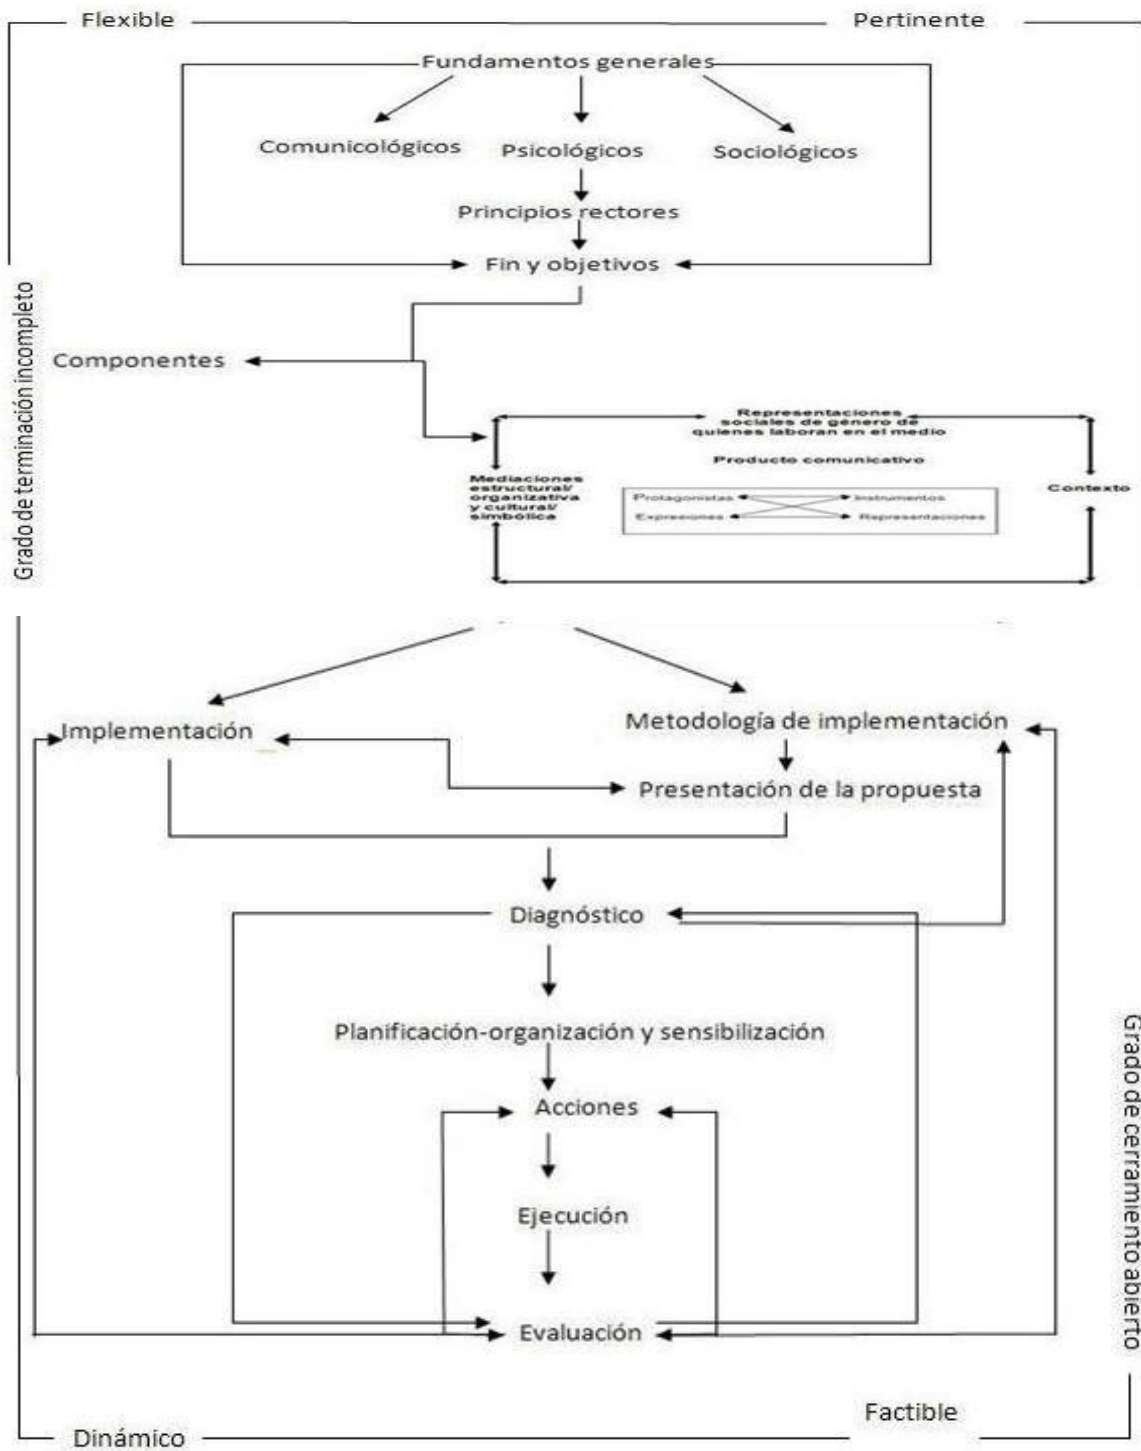 Flexible
Pertinente
Fundamentos generales
Comunicológicos
Psicológicos
Sociológicos
Principios rectores
Fin y objetivos
Grado de terminación incompleto
Componentes
Representaciones
sociales de género de
quienes laboran en el medio
Producto comunicativo
Mediaciones
estructural/
organizativa
y cultural/
simbólica
Contexto
Protagonistas
Instrumentos
Expresiones
Representaciones
Implementación
Metodología de implementación
Presentación de la propuesta
Diagnóstico
Planificación-organización y sensibilización
Acciones
Ejecución
Evaluación
Grado de cerramiento abierto
Factible
Dinámico